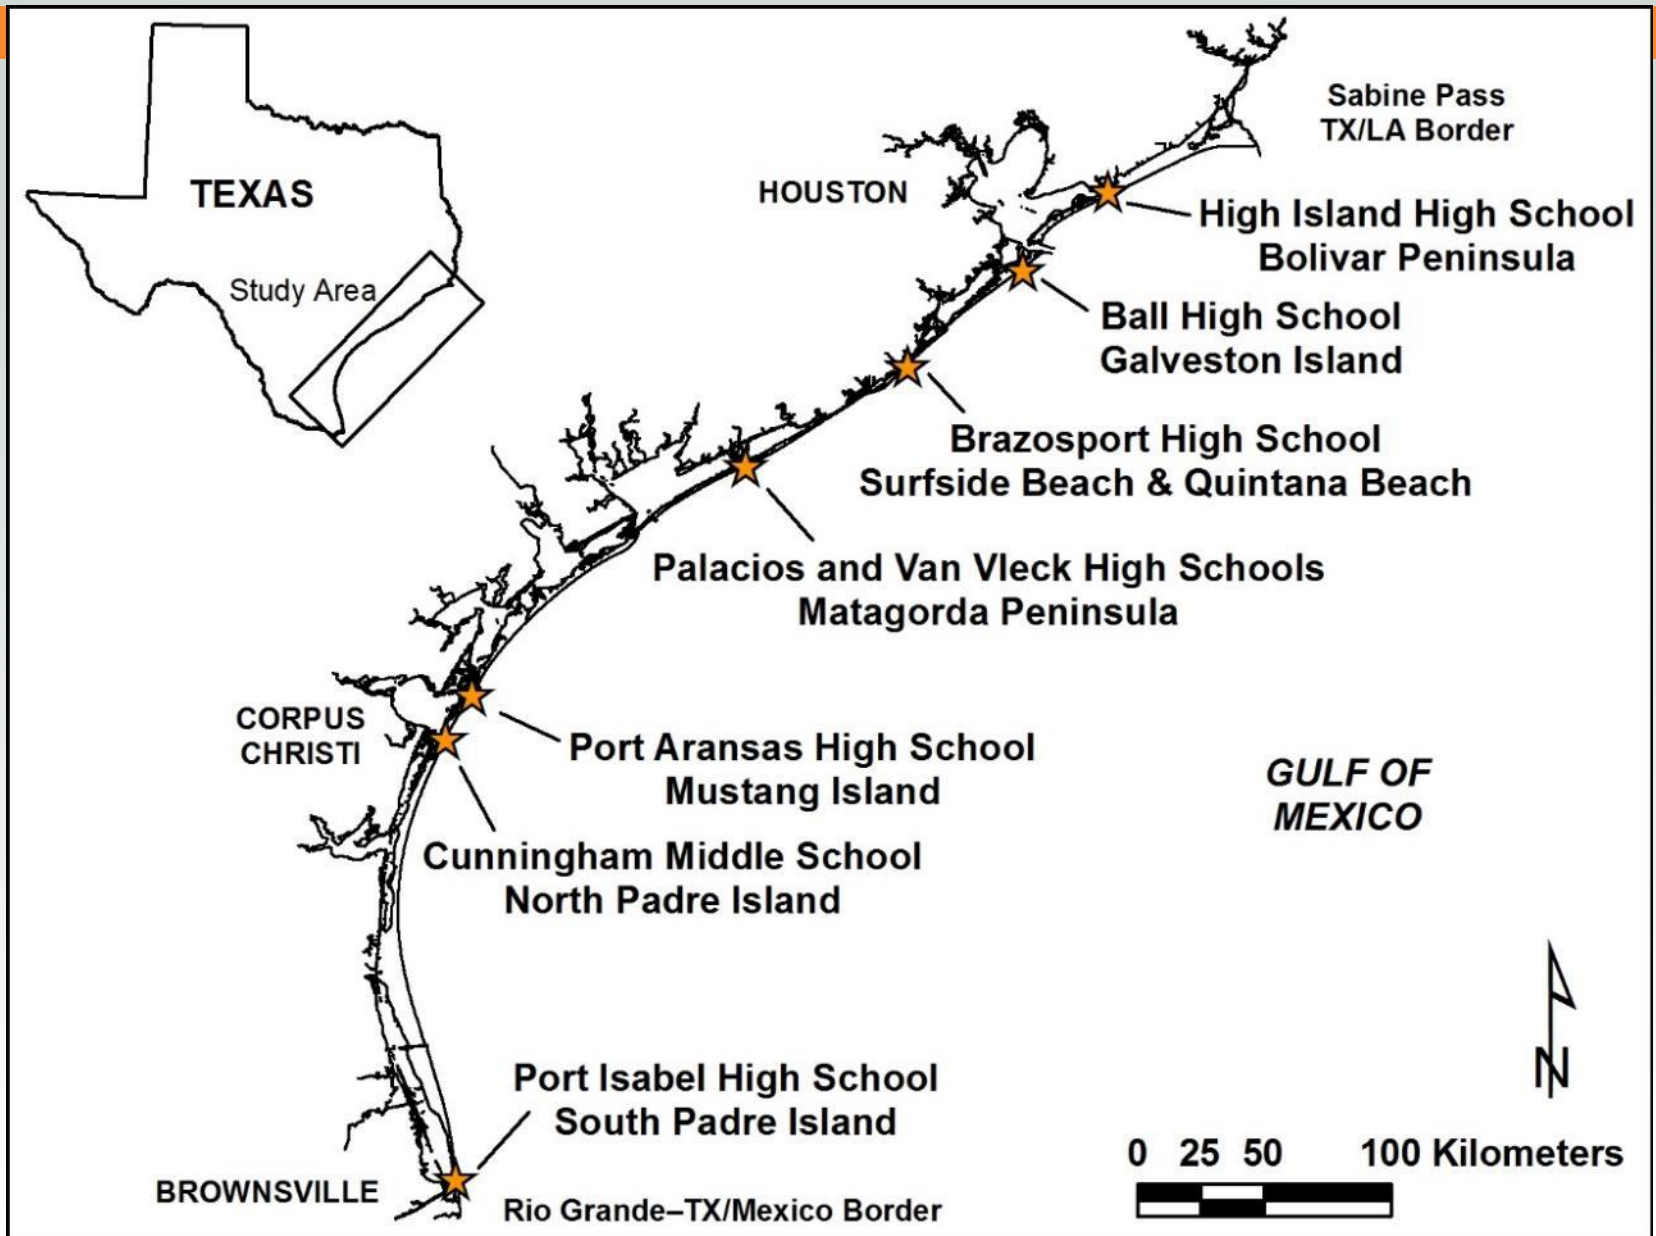 TEXAS
Study Area
Sabine Pass
TX/LA Border
HOUSTON
High Island High School
Bolivar Peninsula
Ball High School
Galveston Island
Brazosport High School
Surfside Beach & Quintana Beach
Palacios and Van Vleck High Schools
Matagorda Peninsula
CORPUS
CHRISTI
Port Aransas High School
Mustang Island
GULF OF
MEXICO
Cunningham Middle School
North Padre Island
Port Isabel High School
South Padre Island
BROWNSVILLE
Rio Grande–TX/Mexico Border
N
0 25 50 100 Kilometers